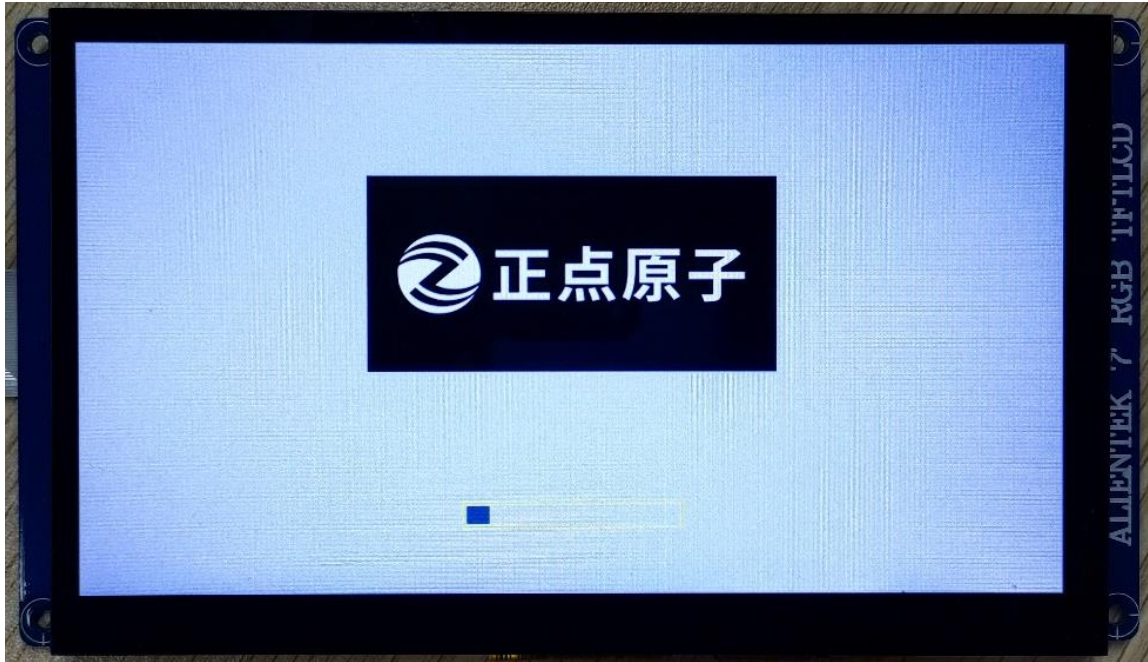 正点原子
ALIENTEK 7' RGB TFTLCD